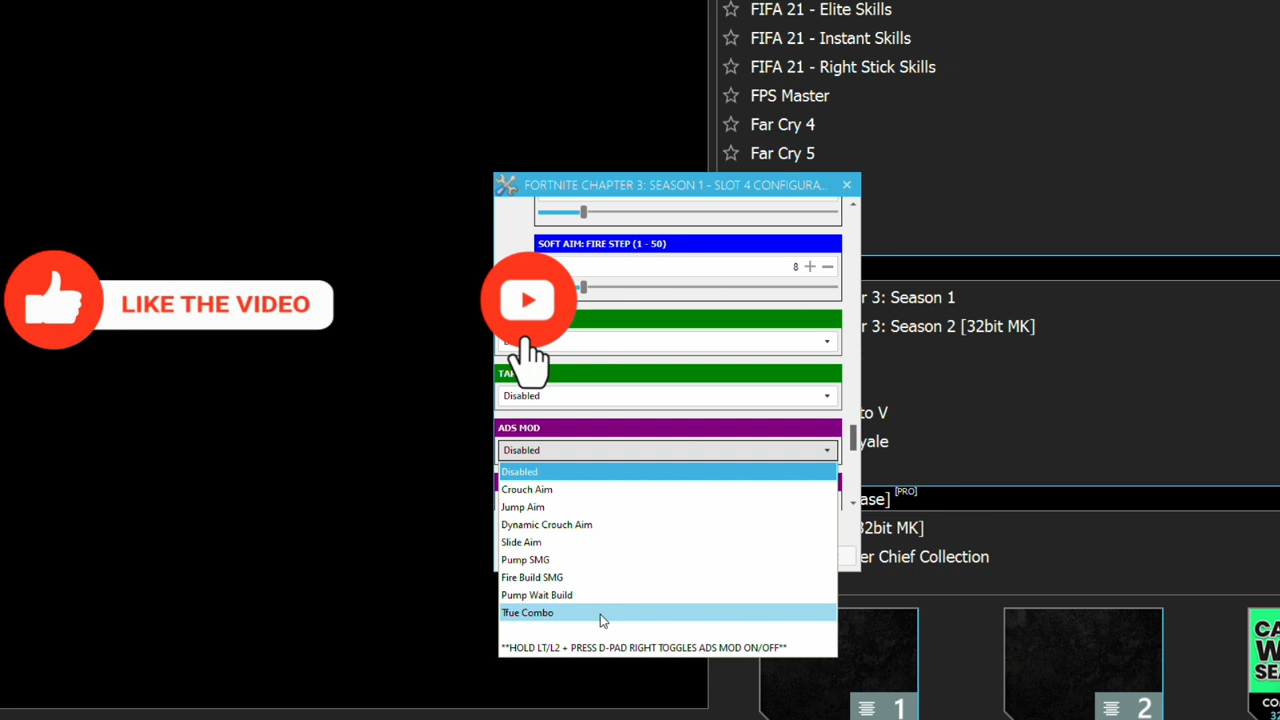 FIFA 21 - Elite Skills
FIFA 21 - Instant Skills
FIFA 21 - Right Stick Skills
FPS Master
Far Cry 4
Far Cry 5
FORTNITE CHAPTER 3: SEASON 1 - SLOT 4 CONFIGURA...
SOFT AIM: FIRE STEP (1 - 50)
8
LIKE THE VIDEO
r 3: Season 1
r 3: Season 2 [32bit MK]
Disabled
ADS MOD
Disabled
Disabled
Crouch Aim
Jump Aim
Dynamic Crouch Aim
Slide Aim
Pump SMG
Fire Build SMG
Pump Wait Build
Ttue Combo
**HOLD LT/L2 + PRESS D-PAD RIGHT TOGGLES ADS MOD ON/OFF**
to V
yale
ase] [PRO]
32bit MK]
er Chief Collection
1
2